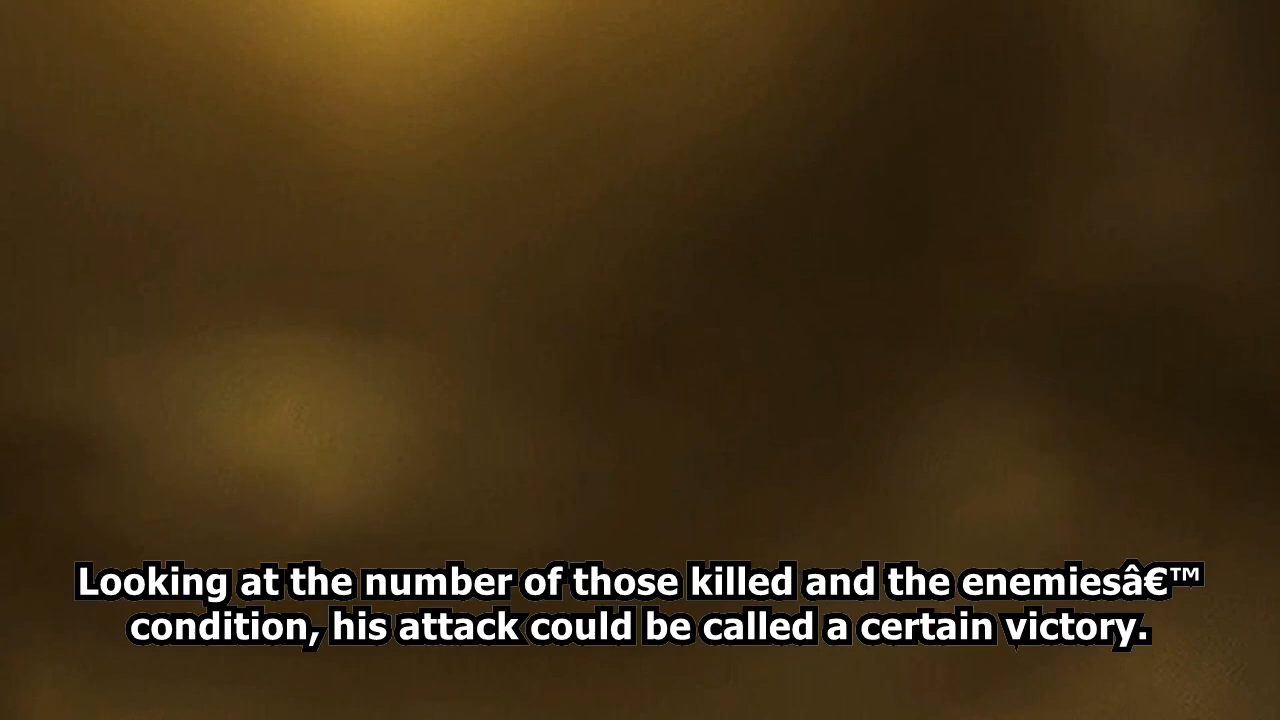 Looking at the number of those killed and the enemiesâ€™
condition, his attack could be called a certain victory.